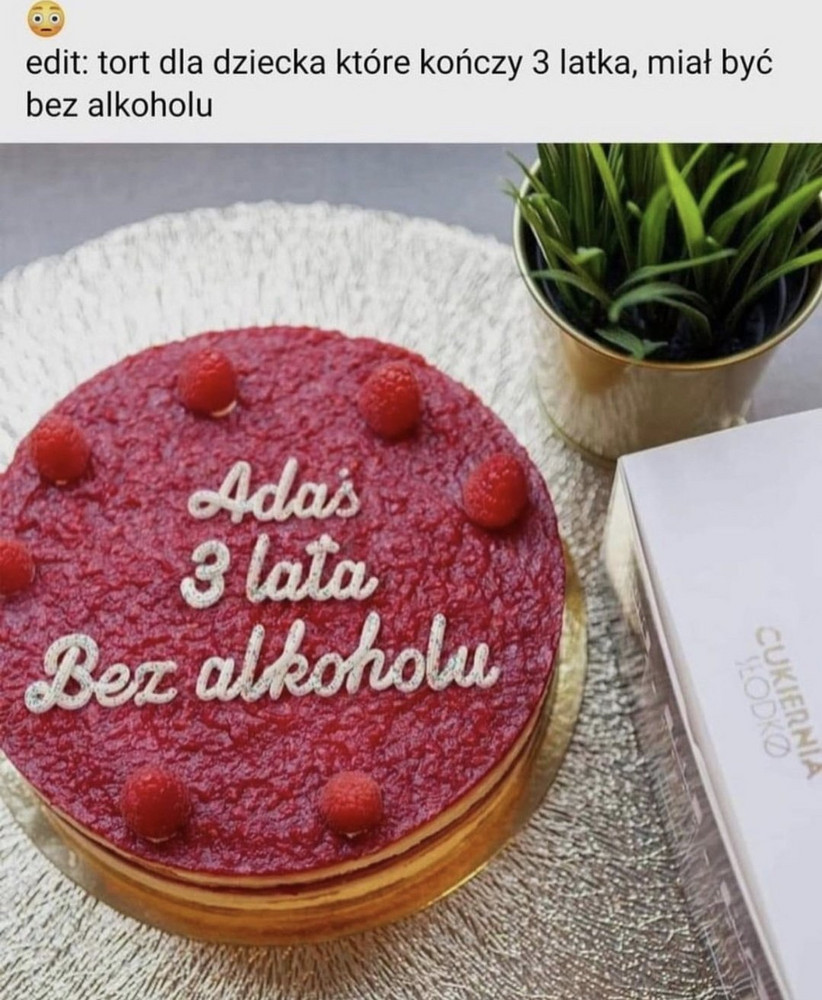 😳
edit: tort dla dziecka które kończy 3 latka, miał być
bez alkoholu
Adaś
3 lata
Bez alkoholu
CUKIERNIA
SŁODKO